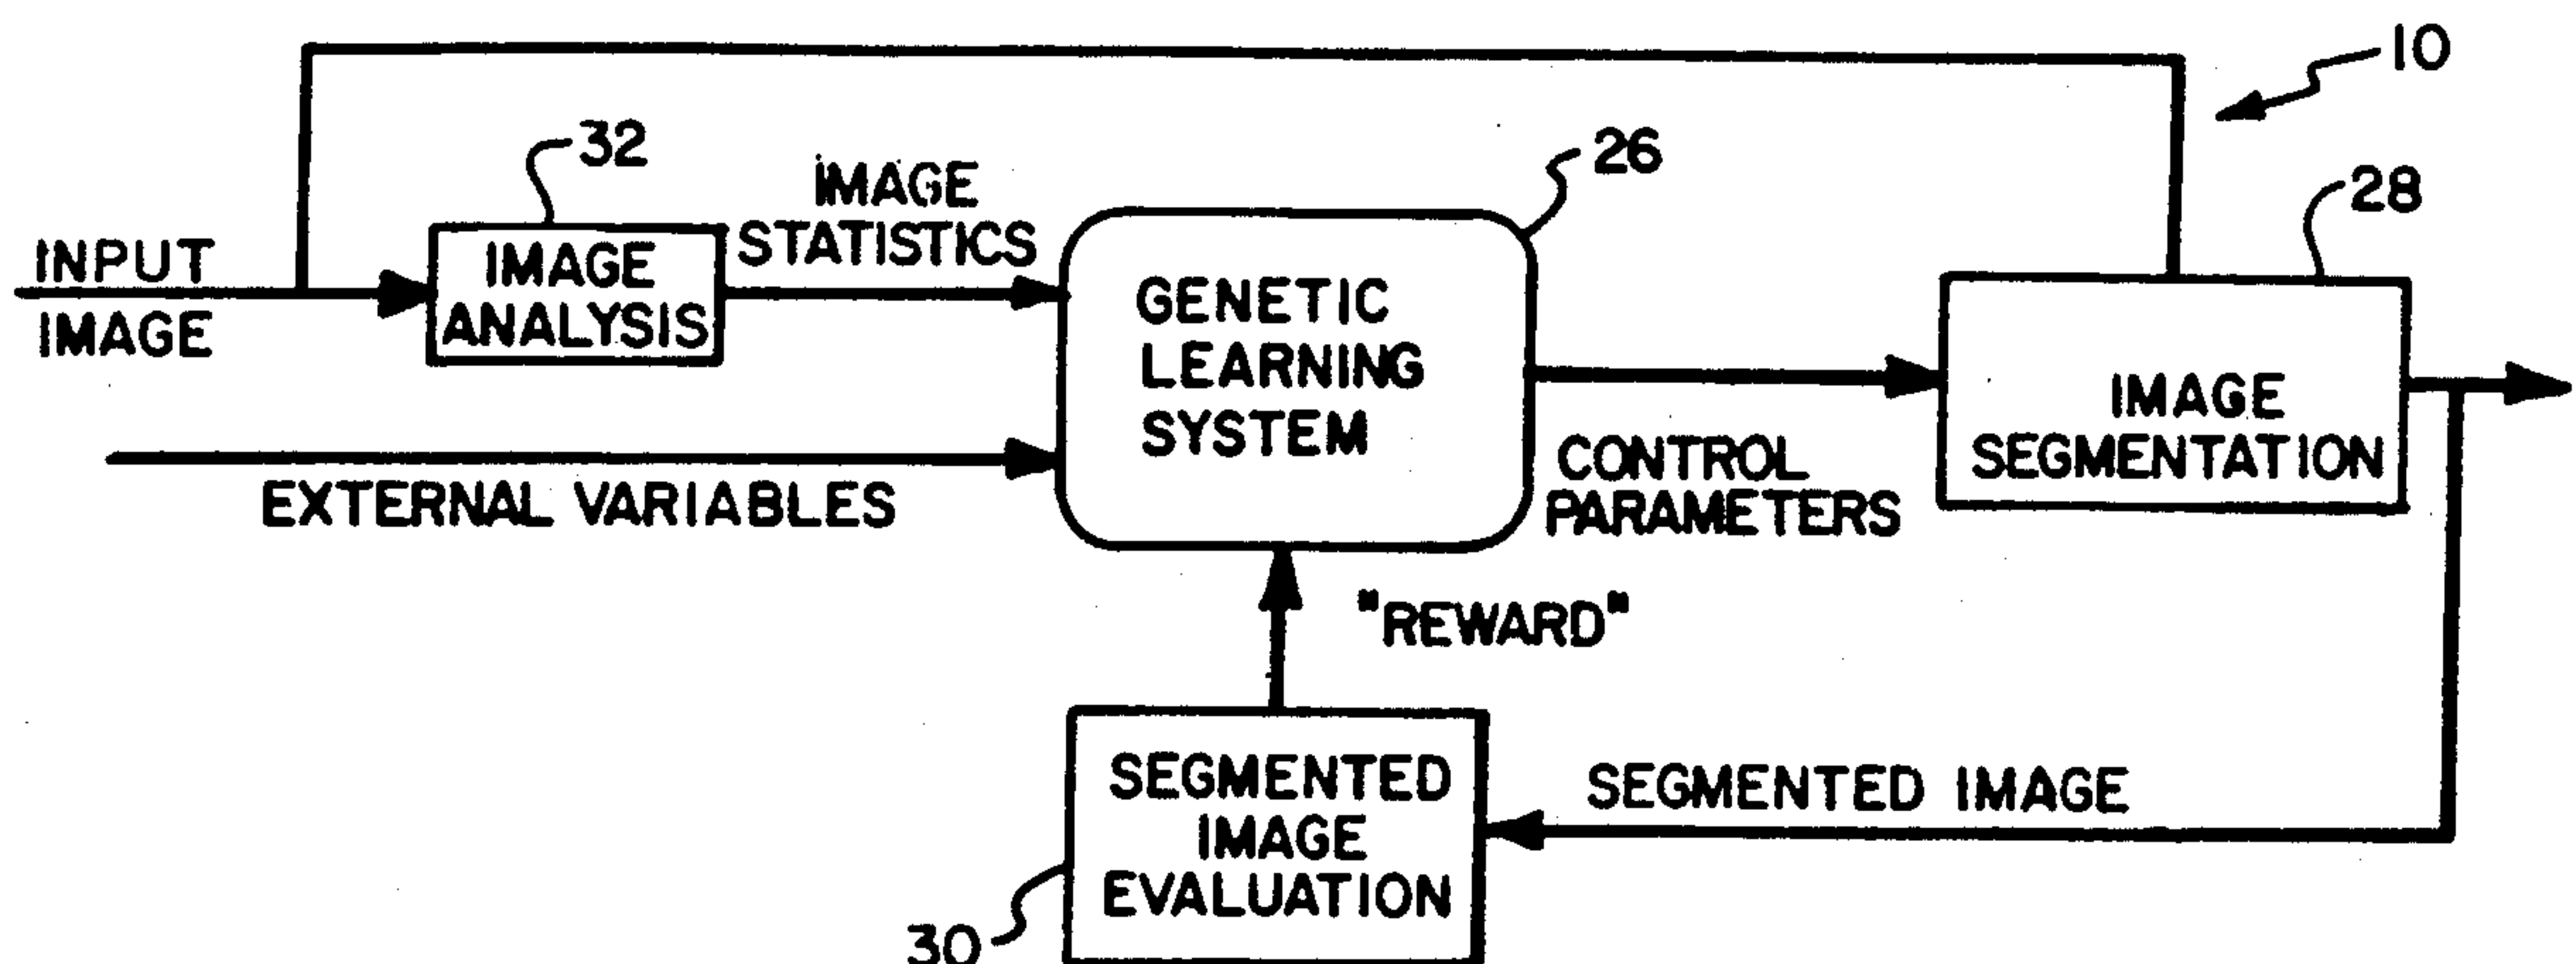 10
32
26
28
IMAGE
STATISTICS
INPUT
IMAGE
IMAGE
ANALYSIS
GENETIC
LEARNING
SYSTEM
IMAGE
SEGMENTATION
EXTERNAL VARIABLES
CONTROL
PARAMETERS
"REWARD"
SEGMENTED
IMAGE
EVALUATION
SEGMENTED IMAGE
30